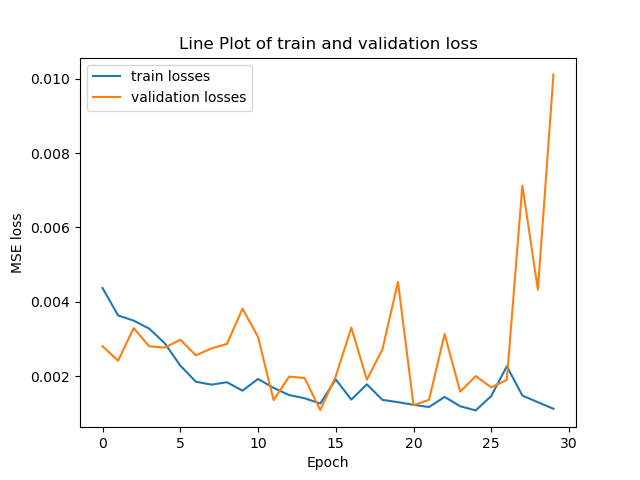 Line Plot of train and validation loss
train losses
validation losses
0.010
0.008
0.006
0.004
0.002
MSE loss
0 5 10 15 20 25 30
Epoch